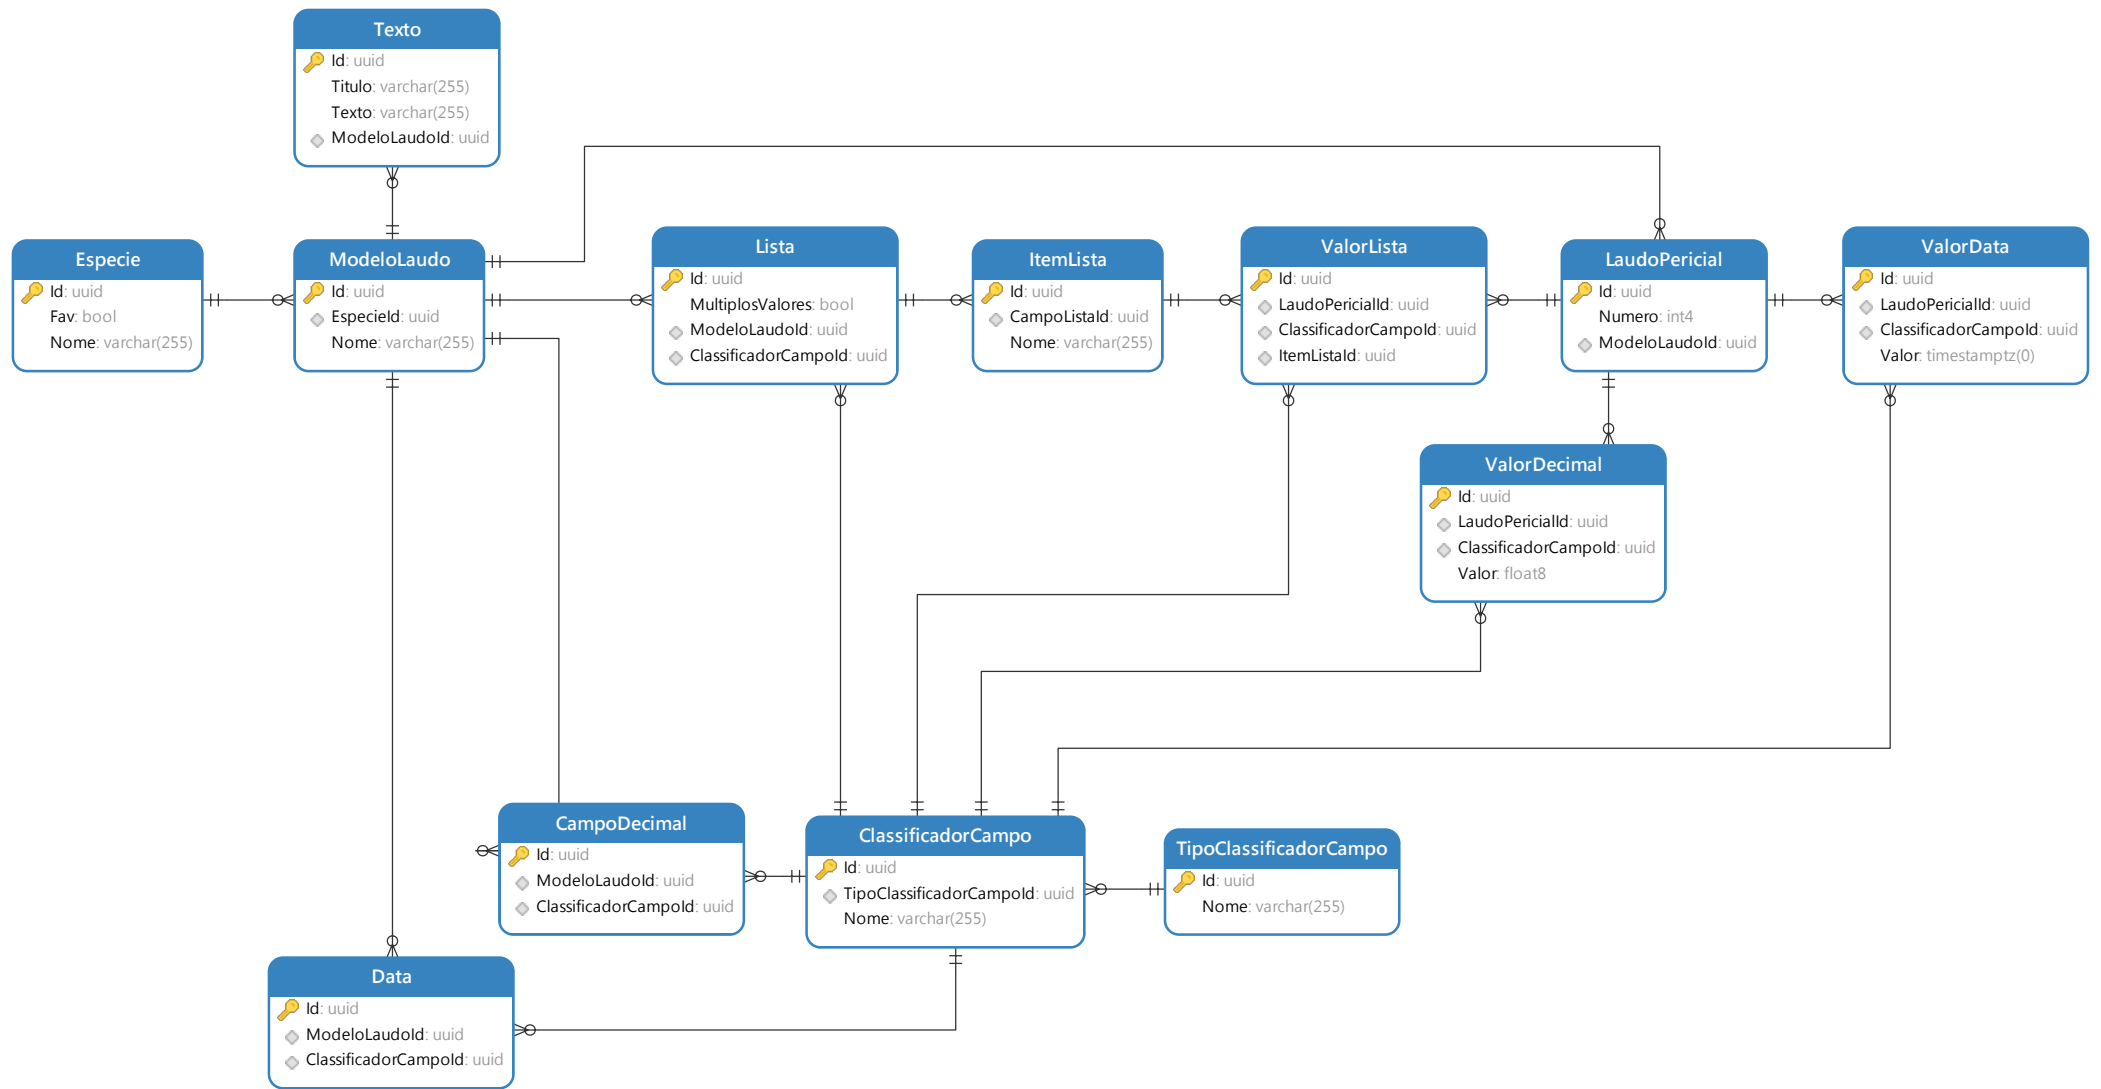 Texto
Id: uuid
Titulo: varchar(255)
Texto: varchar(255)
ModeloLaudoId: uuid
Especie
Id: uuid
Fav: bool
Nome: varchar(255)
ModeloLaudo
Id: uuid
EspecieId: uuid
Nome: varchar(255)
Lista
Id: uuid
MultiplosValores: bool
ModeloLaudoId: uuid
ClassificadorCampoId: uuid
ItemLista
Id: uuid
CampoListaId: uuid
Nome: varchar(255)
ValorLista
Id: uuid
LaudoPericialId: uuid
ClassificadorCampoId: uuid
ItemListaId: uuid
LaudoPericial
Id: uuid
Numero: int4
ModeloLaudoId: uuid
ValorData
Id: uuid
LaudoPericialId: uuid
ClassificadorCampoId: uuid
Valor: timestamptz(0)
ValorDecimal
Id: uuid
LaudoPericialId: uuid
ClassificadorCampoId: uuid
Valor: float8
CampoDecimal
Id: uuid
ModeloLaudoId: uuid
ClassificadorCampoId: uuid
ClassificadorCampo
Id: uuid
TipoClassificadorCampoId: uuid
Nome: varchar(255)
TipoClassificadorCampo
Id: uuid
Nome: varchar(255)
Data
Id: uuid
ModeloLaudoId: uuid
ClassificadorCampoId: uuid